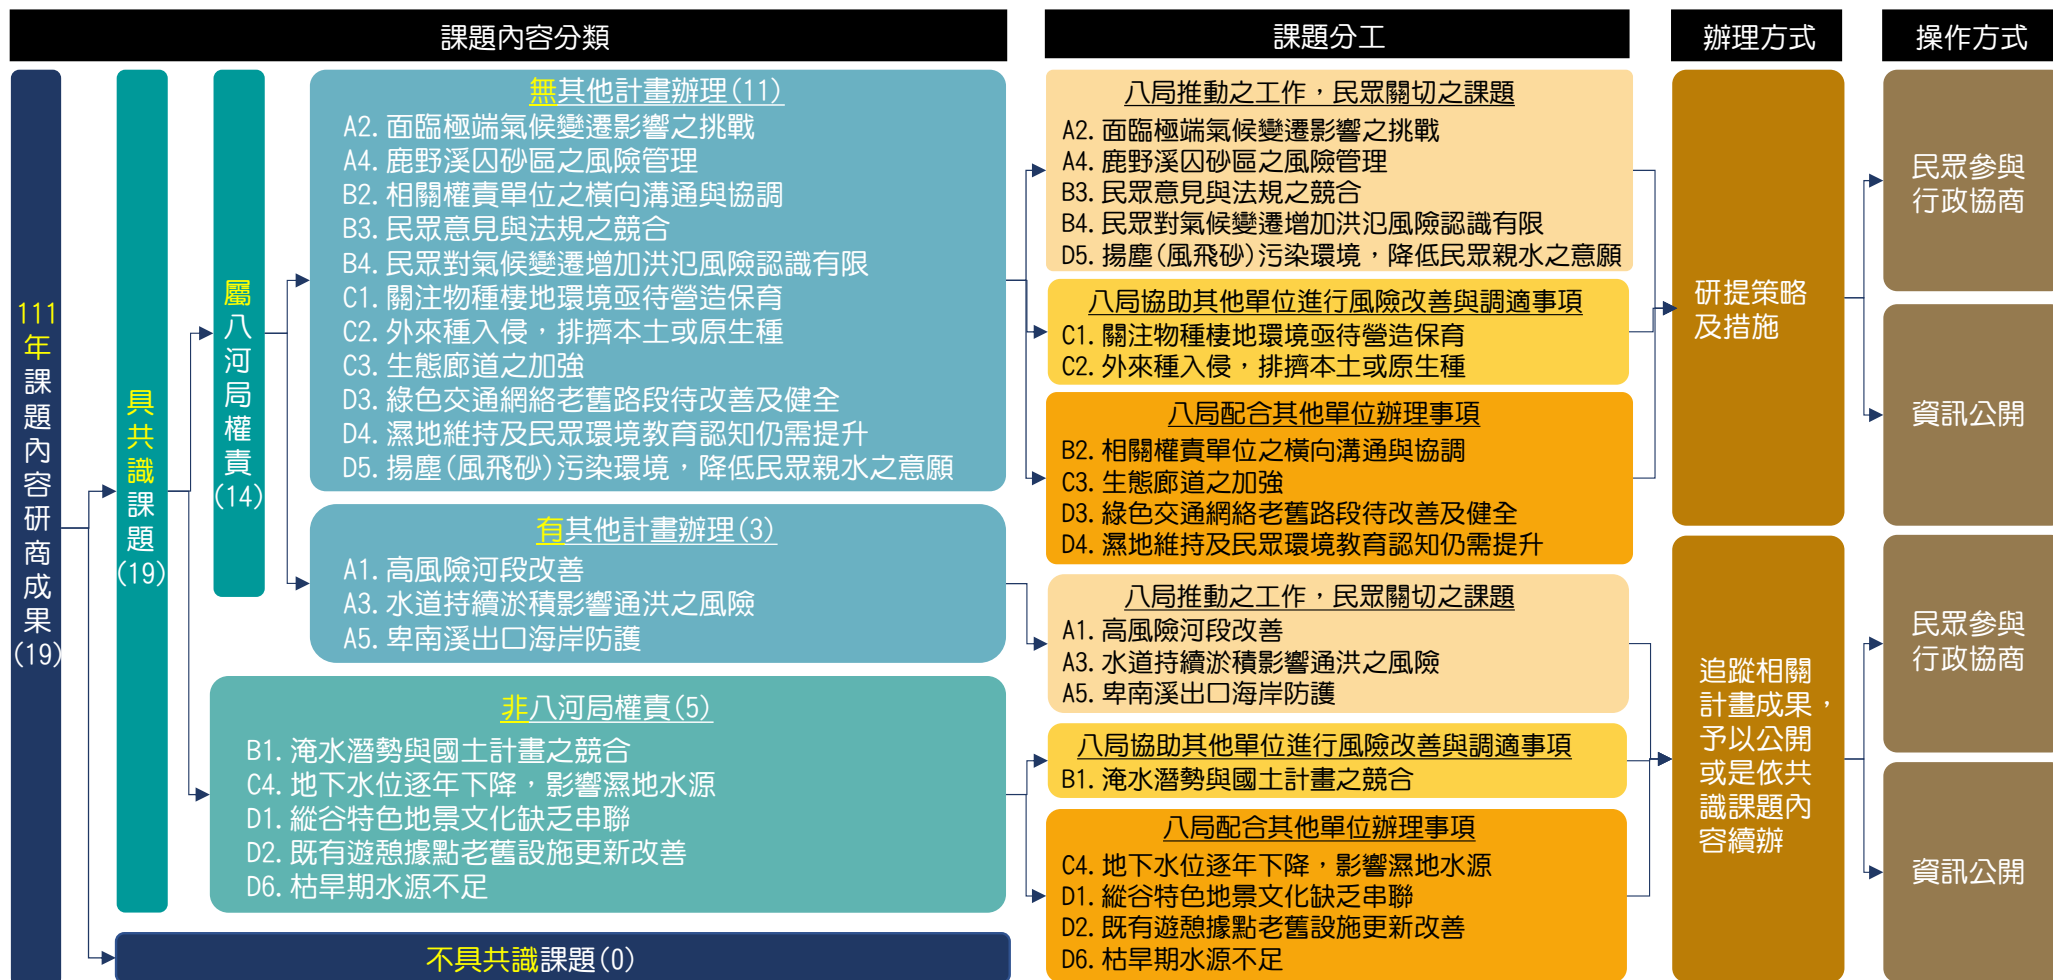 課題內容分類
課題分工
辦理方式
操作方式
111年課題內容研商成果(19)
具共識課題(19)
屬八河局權責(14)
無其他計畫辦理(11)
A2. 面臨極端氣候變遷影響之挑戰
A4. 鹿野溪囚砂區之風險管理
B2. 相關權責單位之橫向溝通與協調
B3. 民眾意見與法規之競合
B4. 民眾對氣候變遷增加洪氾風險認識有限
C1. 關注物種棲地環境亟待營造保育
C2. 外來種入侵，排擠本土或原生種
C3. 生態廊道之加強
D3. 綠色交通網絡老舊路段待改善及健全
D4. 濕地維持及民眾環境教育認知仍需提升
D5. 揚塵(風飛砂)污染環境，降低民眾親水之意願
有其他計畫辦理(3)
A1. 高風險河段改善
A3. 水道持續淤積影響通洪之風險
A5. 卑南溪出口海岸防護
非八河局權責(5)
B1. 淹水潛勢與國土計畫之競合
C4. 地下水位逐年下降，影響濕地水源
D1. 縱谷特色地景文化缺乏串聯
D2. 既有遊憩據點老舊設施更新改善
D6. 枯旱期水源不足
不具共識課題(0)
八局推動之工作，民眾關切之課題
A2. 面臨極端氣候變遷影響之挑戰
A4. 鹿野溪囚砂區之風險管理
B3. 民眾意見與法規之競合
B4. 民眾對氣候變遷增加洪氾風險認識有限
D5. 揚塵(風飛砂)污染環境，降低民眾親水之意願
八局協助其他單位進行風險改善與調適事項
C1. 關注物種棲地環境亟待營造保育
C2. 外來種入侵，排擠本土或原生種
八局配合其他單位辦理事項
B2. 相關權責單位之橫向溝通與協調
C3. 生態廊道之加強
D3. 綠色交通網絡老舊路段待改善及健全
D4. 濕地維持及民眾環境教育認知仍需提升
八局推動之工作，民眾關切之課題
A1. 高風險河段改善
A3. 水道持續淤積影響通洪之風險
A5. 卑南溪出口海岸防護
八局協助其他單位進行風險改善與調適事項
B1. 淹水潛勢與國土計畫之競合
八局配合其他單位辦理事項
C4. 地下水位逐年下降，影響濕地水源
D1. 縱谷特色地景文化缺乏串聯
D2. 既有遊憩據點老舊設施更新改善
D6. 枯旱期水源不足
研提策略
及措施
追蹤相關
計畫成果，
予以公開
或是依共
識課題內
容續辦
民眾參與
行政協商
資訊公開
民眾參與
行政協商
資訊公開